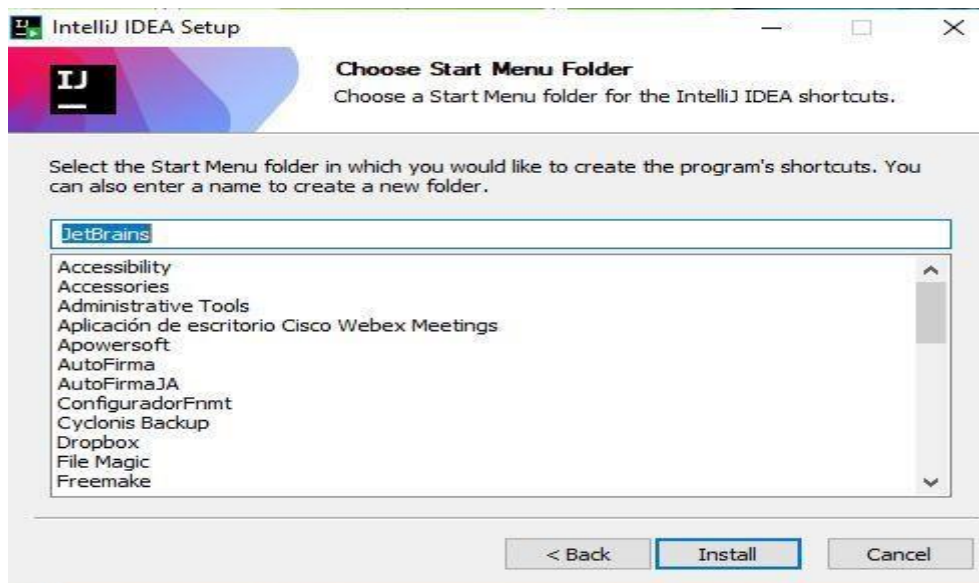 IntelliJ IDEA Setup
IJ
Choose Start Menu Folder
Choose a Start Menu folder for the IntelliJ IDEA shortcuts.
Select the Start Menu folder in which you would like to create the program's shortcuts. You
can also enter a name to create a new folder.
JetBrains
Accessibility
Accessories
Administrative Tools
Aplicación de escritorio Cisco Webex Meetings
Apowersoft
AutoFirma
AutoFirmaJA
ConfiguradorFnmt
Cyclonis Backup
Dropbox
File Magic
Freemake
< Back Install Cancel